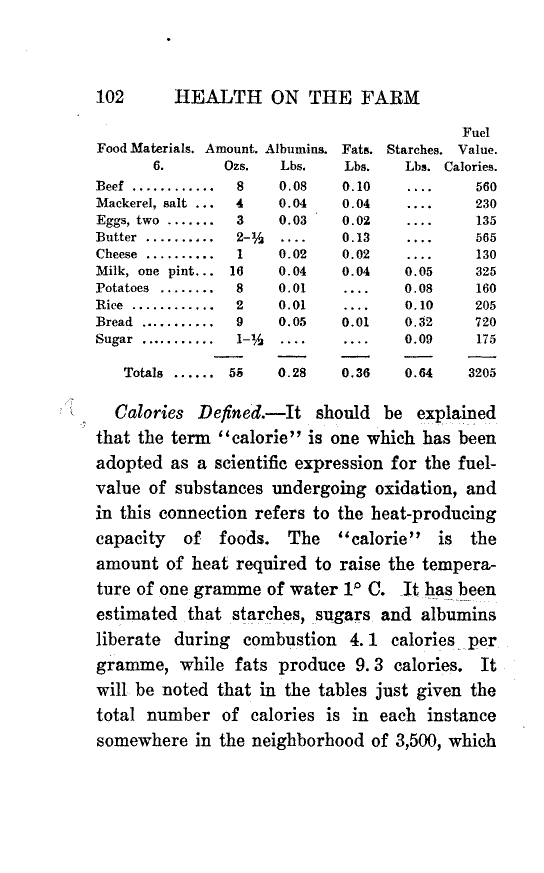 102 HEALTH ON THE FARM
Fuel
Food Materials. Amount. Albumins. Fats. Starches. Value.
6. Ozs. Lbs. Lbs. Lbs. Calories.
Beef ............ 8 0.08 0.10 .... 560
Mackerel, salt ... 4 0.04 0.04 .... 230
Eggs, two ....... 3 0.03 0.02 .... 135
Butter .......... 2-½ .... 0.13 .... 565
Cheese .......... 1 0.02 0.02 .... 130
Milk, one pint... 16 0.04 0.04 0.05 325
Potatoes ........ 8 0.01 .... 0.08 160
Rice ............ 2 0.01 .... 0.10 205
Bread ........... 9 0.05 0.01 0.32 720
Sugar ........... 1-½ .... .... 0.09 175
Totals ...... 55 0.28 0.36 0.64 3205
Calories Defined.—It should be explained
that the term “calorie” is one which has been
adopted as a scientific expression for the fuel-
value of substances undergoing oxidation, and
in this connection refers to the heat-producing
capacity of foods. The “calorie” is the
amount of heat required to raise the tempera-
ture of one gramme of water 1° C. It has been
estimated that starches, sugars and albumins
liberate during combustion 4.1 calories per
gramme, while fats produce 9.3 calories. It
will be noted that in the tables just given the
total number of calories is in each instance
somewhere in the neighborhood of 3,500, which